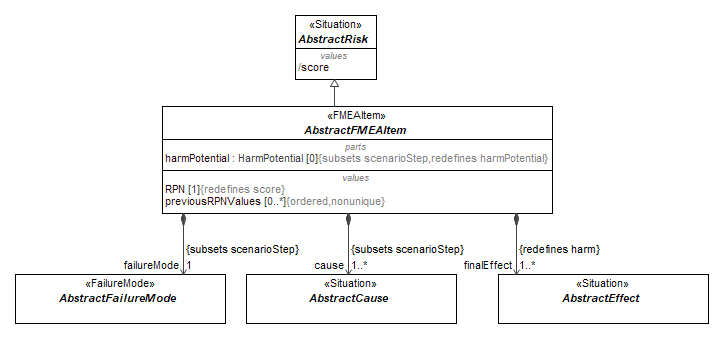 «Situation»
AbstractRisk
values
/score
«FMEAItem»
AbstractFMEAItem
parts
harmPotential : HarmPotential [0]{subsets scenarioStep,redefines harmPotential}
values
RPN [1]{redefines score}
previousRPNValues [0..*]{ordered,nonunique}
{subsets scenarioStep} {subsets scenarioStep} {redefines harm}
failureMode 1 cause 1..* finalEffect 1..*
«FailureMode» «Situation» «Situation»
AbstractFailureMode AbstractCause AbstractEffect